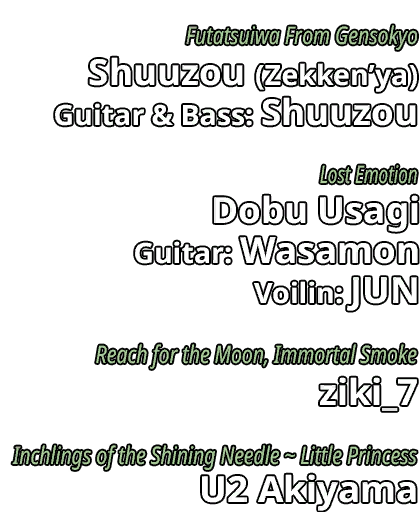 Futatsuiwa From Gensokyo
Shuuzou (Zekken'ya)
Guitar & Bass: Shuuzou
Lost Emotion
Dobu Usagi
Guitar: Wasamon
Voilin: JUN
Reach for the Moon, Immortal Smoke
ziki_7
Inchlings of the Shining Needle ~ Little Princess
U2 Akiyama